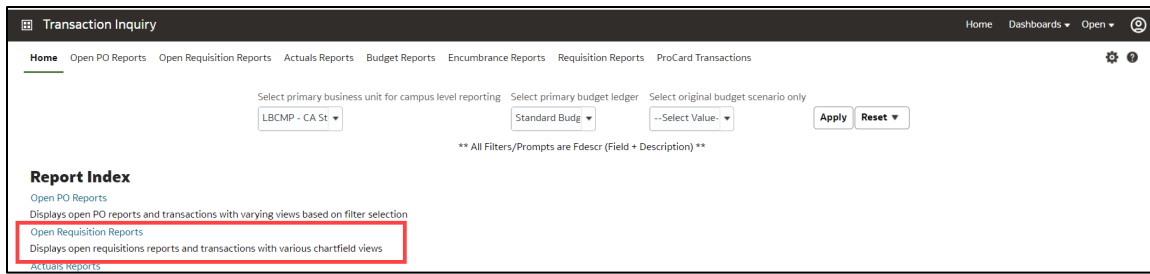 Transaction Inquiry
Home Dashboards Open
Home Open PO Reports Open Requisition Reports Actuals Reports Budget Reports Encumbrance Reports Requisition Reports ProCard Transactions
Select primary business unit for campus level reporting Select primary budget ledger Select original budget scenario only
LBCMP - CA St Standard Budg --Select Value- Apply Reset
** All Filters/Prompts are Fdescr (Field + Description) **
Report Index
Open PO Reports
Displays open PO reports and transactions with varying views based on filter selection
Open Requisition Reports
Displays open requisitions reports and transactions with various chartfield views
Actuals Reports